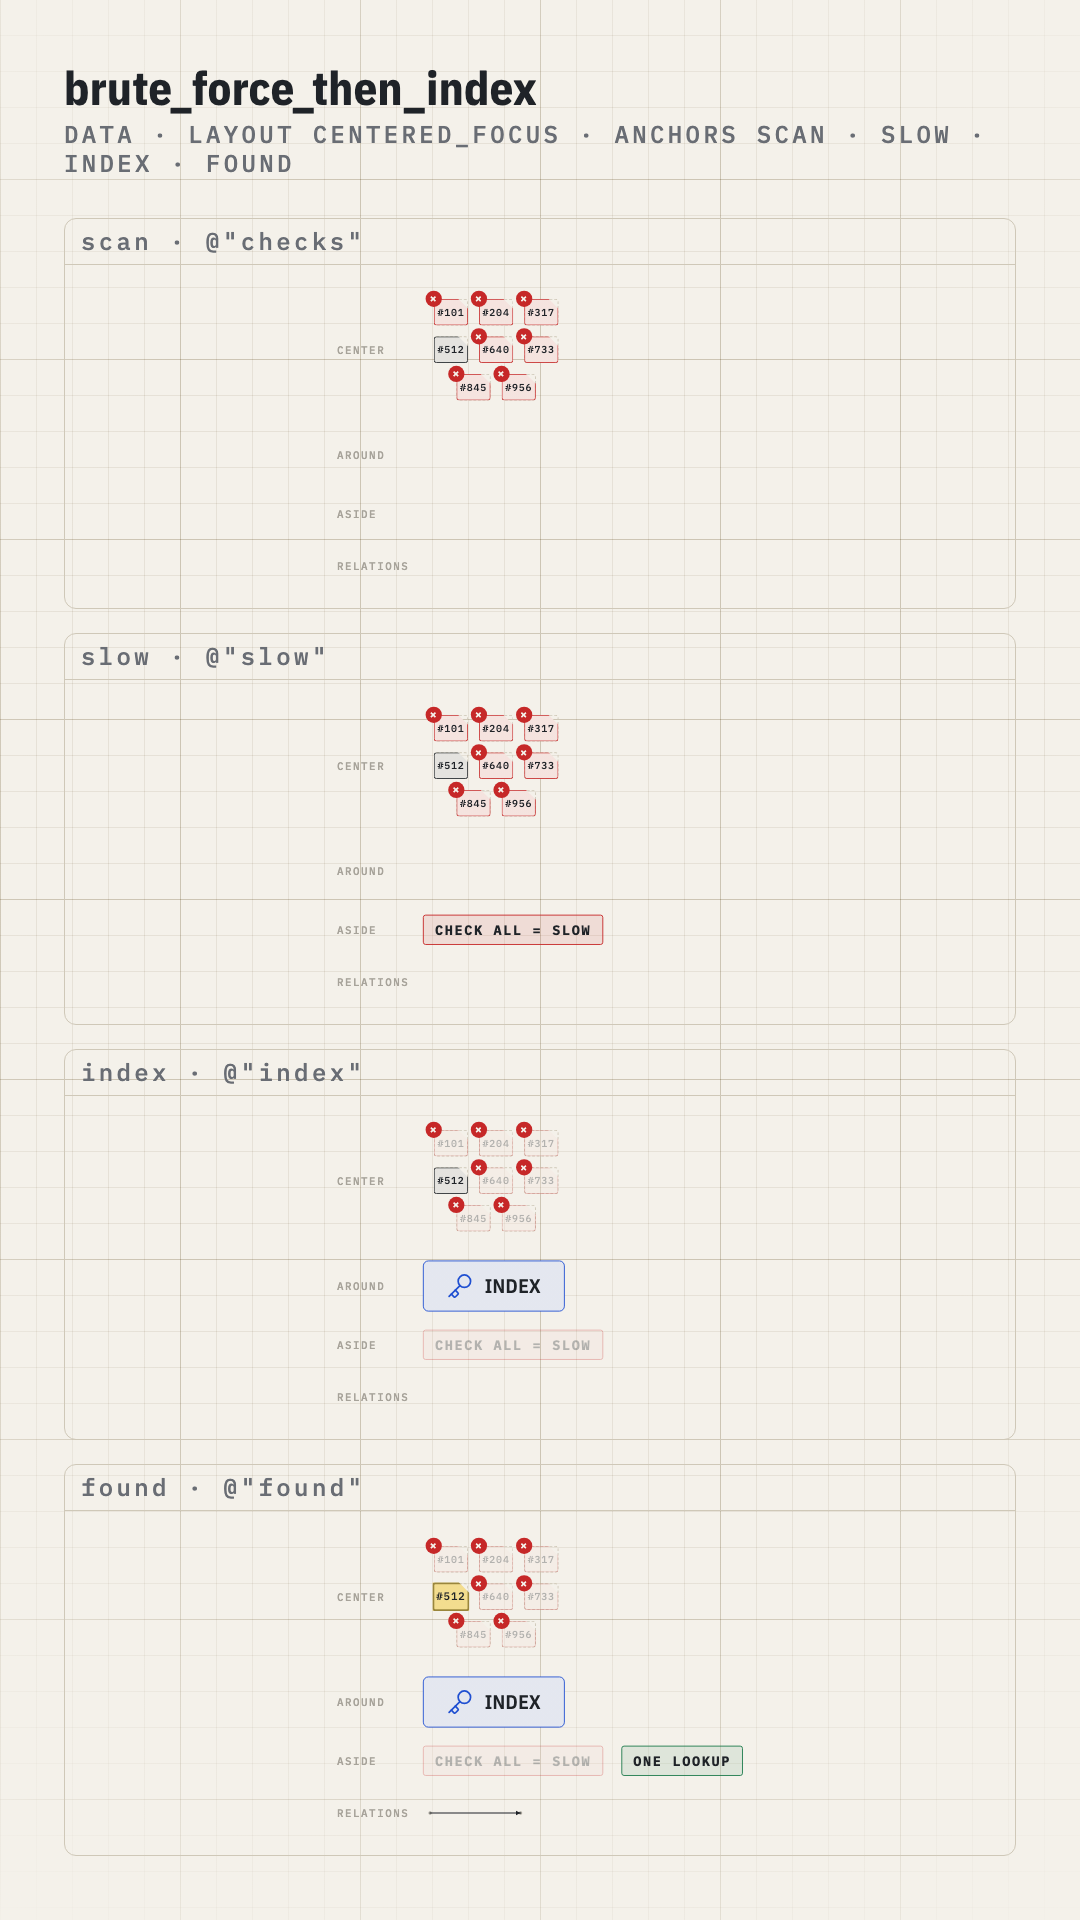 brute_force_then_index
DATA · LAYOUT CENTERED_FOCUS · ANCHORS SCAN · SLOW ·
INDEX · FOUND
scan · @"checks"
#101 #204 #317
CENTER #512 #640 #733
#845 #956
AROUND
ASIDE
RELATIONS
slow · @"slow"
#101 #204 #317
CENTER #512 #640 #733
#845 #956
AROUND
ASIDE CHECK ALL = SLOW
RELATIONS
index · @"index"
#101 #204 #317
CENTER #512 #640 #733
#845 #956
AROUND INDEX
ASIDE CHECK ALL = SLOW
RELATIONS
found · @"found"
#101 #204 #317
CENTER #512 #640 #733
#845 #956
AROUND INDEX
ASIDE CHECK ALL = SLOW ONE LOOKUP
RELATIONS